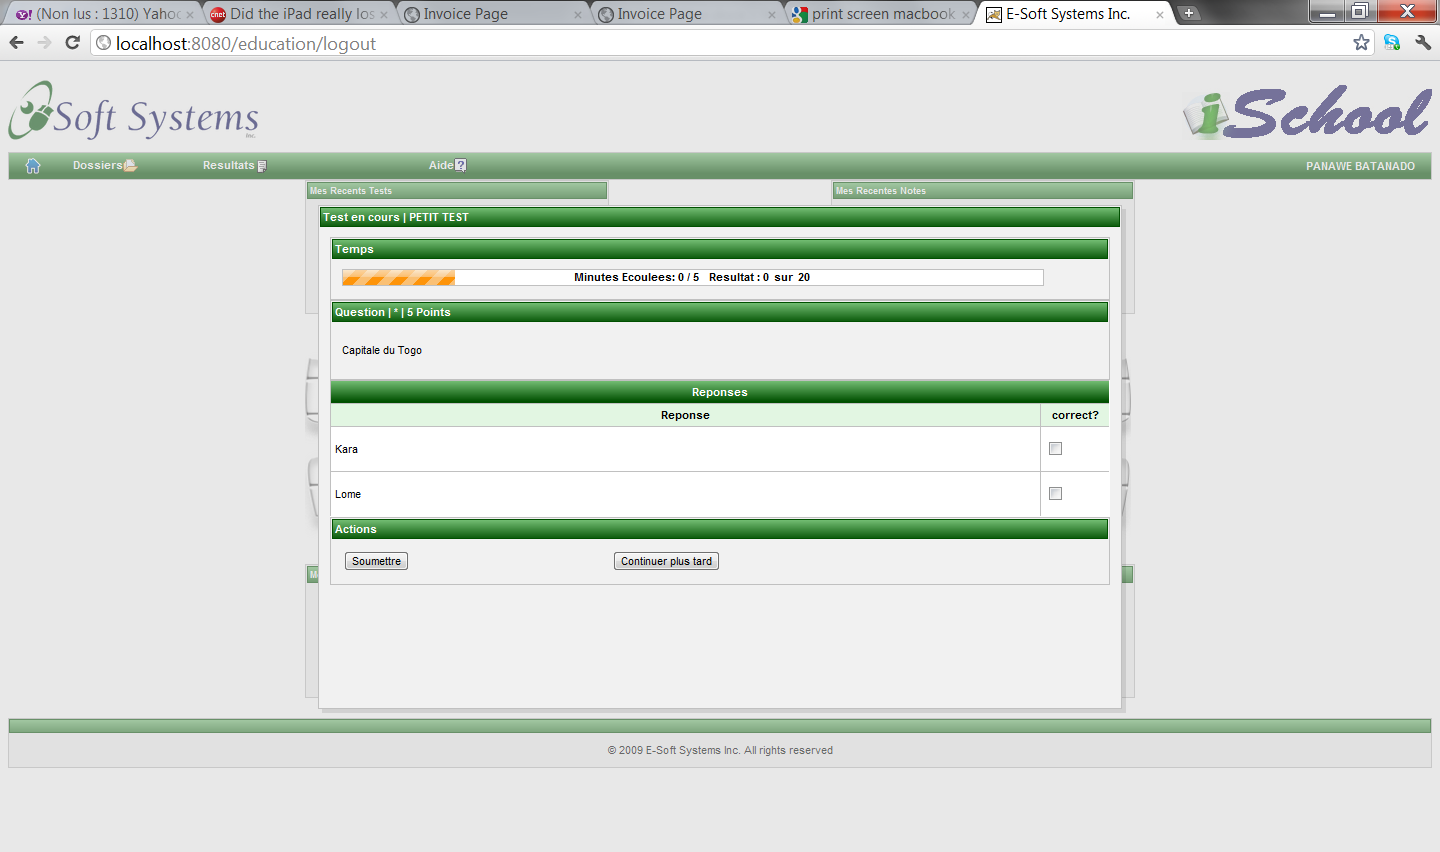 (Non lus : 1310) Yahoo Did the iPad really los Invoice Page Invoice Page print screen macbook E-Soft Systems Inc.
localhost:8080/education/logout
Soft Systems Inc. iSchool
Dossiers Resultats Aide PANAWE BATANADO
Mes Recents Tests Mes Recentes Notes
Test en cours | PETIT TEST
Temps
Minutes Ecoulees: 0 / 5 Resultat : 0 sur 20
Question | * | 5 Points
Capitale du Togo
Reponses
Reponse correct?
Kara
Lome
Actions
Soumettre Continuer plus tard
© 2009 E-Soft Systems Inc. All rights reserved